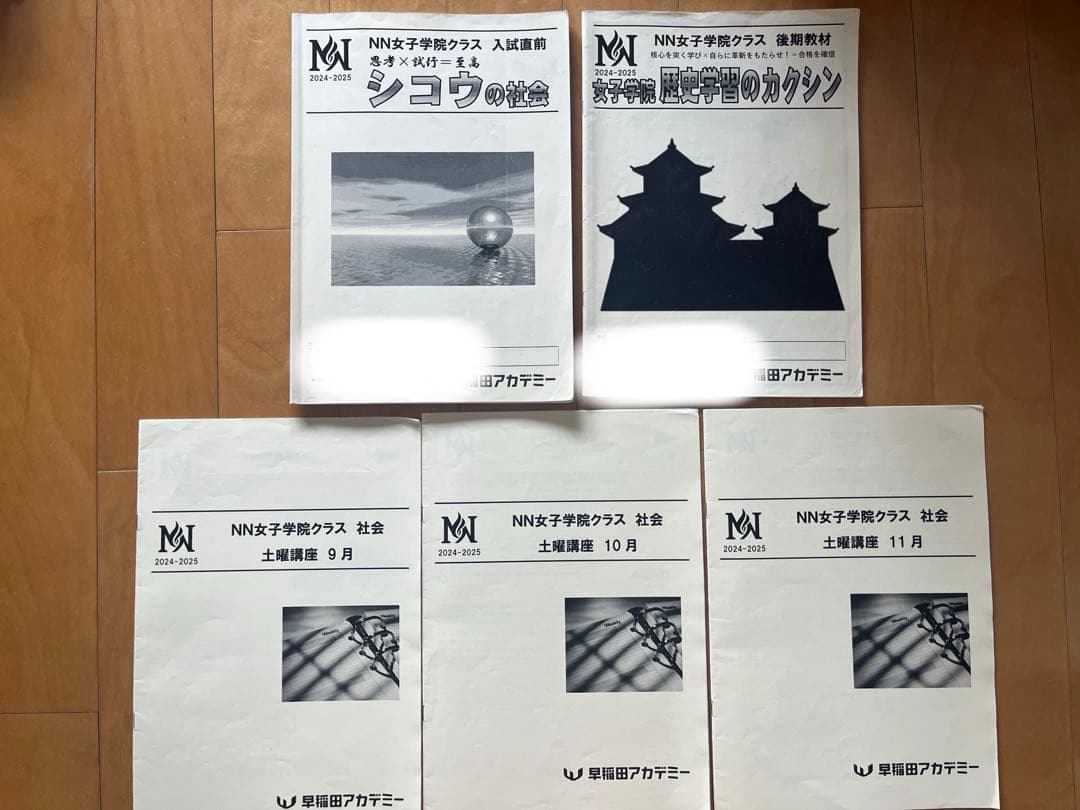 NN女子学院クラス 入試直前
思考×試行=至高
2024-2025
シコウの社会
稲田アカデミー
NN女子学院クラス 後期教材
核心を突く学び×自らに革新をもたらせ!=合格を確信
2024-2025
女子学院 歴史学習のカクシン
稲田アカデミー
NN女子学院クラス 社会
土曜講座 9月
2024-2025
早稲田アカデミー
NN女子学院クラス 社会
土曜講座 10月
2024-2025
早稲田アカデミー
NN女子学院クラス 社会
土曜講座 11月
2024-2025
早稲田アカデミー